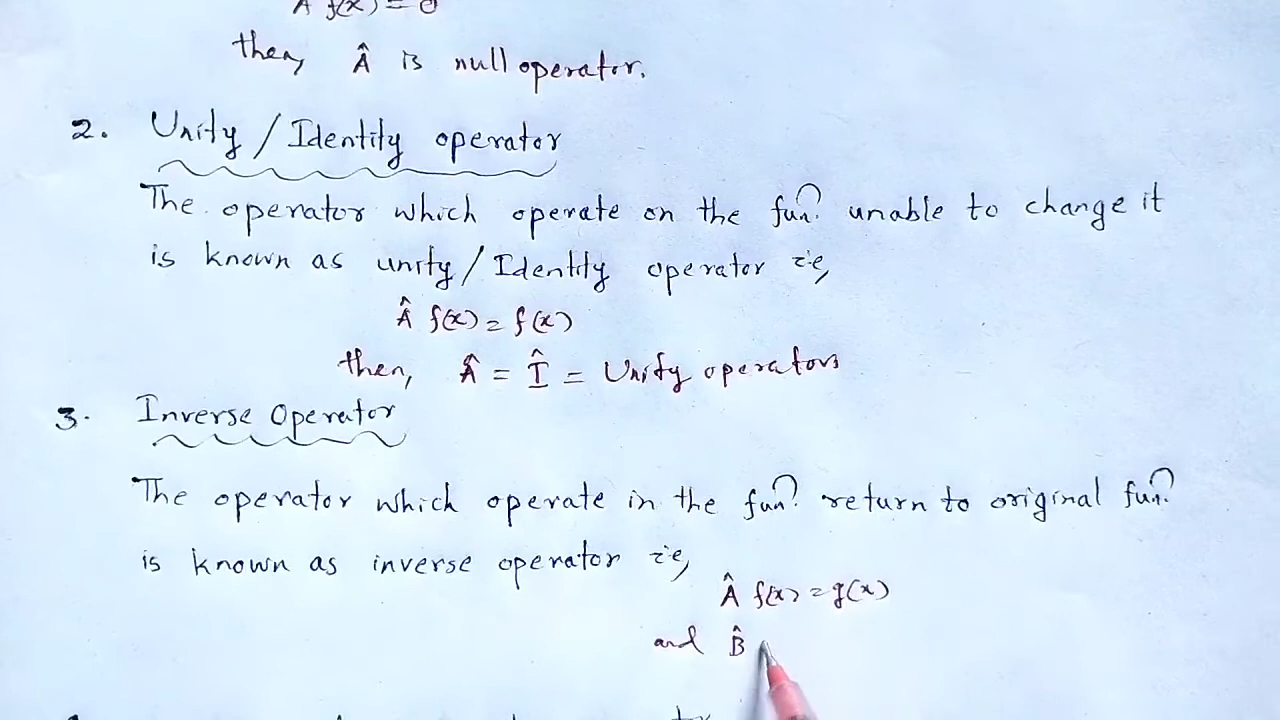 Â f(x) = 0
then, Â is null operator.
2. Unity / Identity operator
The operator which operate on the fun? unable to change it
is known as unity / Identity operator i.e,
Â f(x) = f(x)
then, Â = Î = Unity operators
3. Inverse Operator
The operator which operate in the fun? return to original fun?
is known as inverse operator i.e,
Â f(x) = g(x)
and B̂